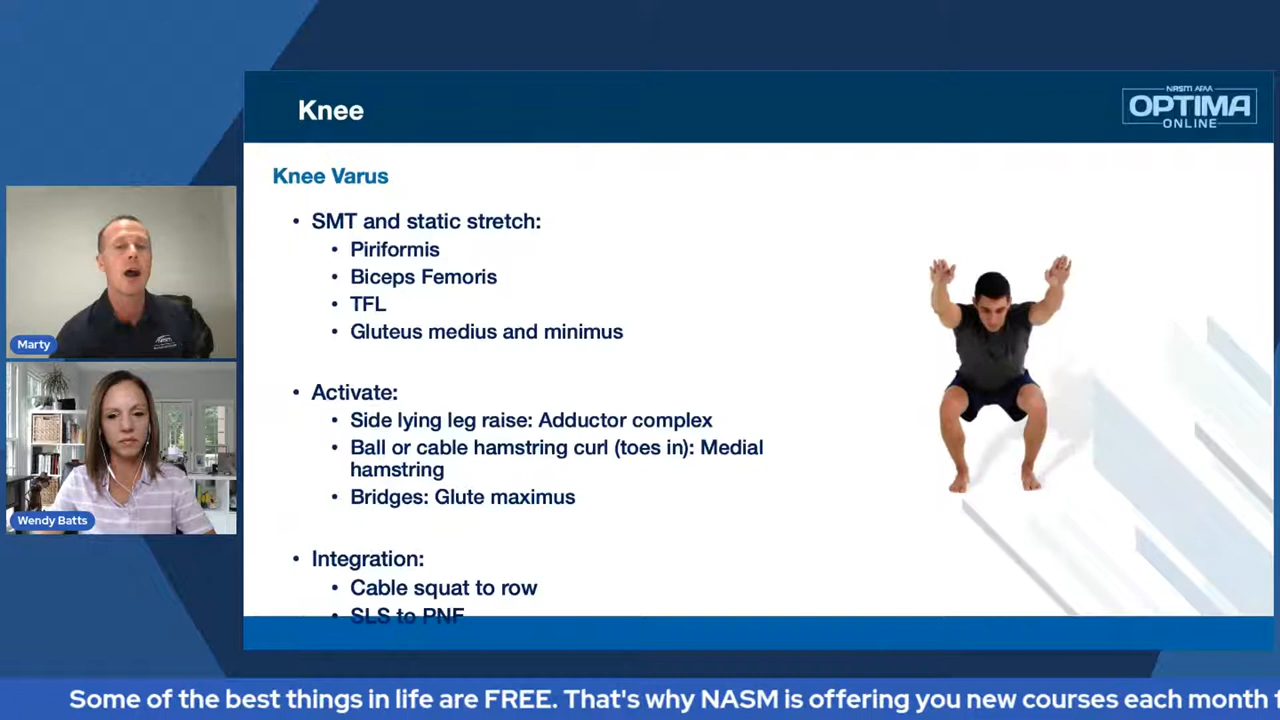 Knee
NASM AFAA
OPTIMA
ONLINE
Knee Varus
• SMT and static stretch:
• Piriformis
• Biceps Femoris
• TFL
• Gluteus medius and minimus
• Activate:
• Side lying leg raise: Adductor complex
• Ball or cable hamstring curl (toes in): Medial
hamstring
• Bridges: Glute maximus
• Integration:
• Cable squat to row
• SLS to PNF
Marty
Wendy Batts
Some of the best things in life are FREE. That's why NASM is offering you new courses each month